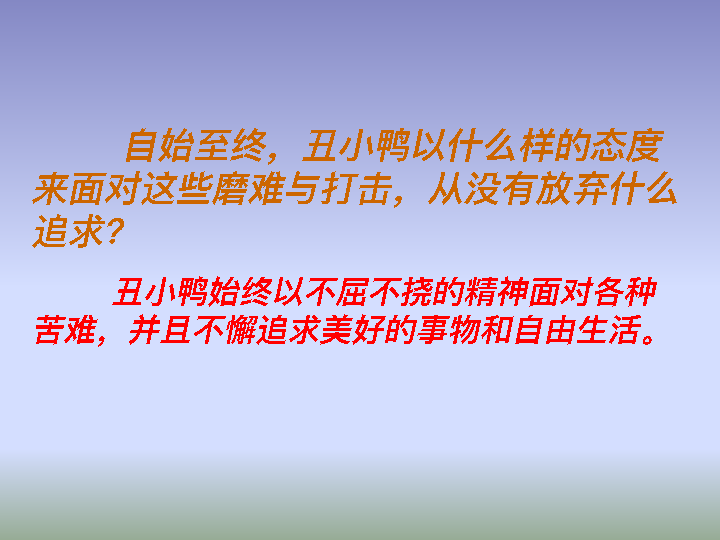 自始至终，丑小鸭以什么样的态度
来面对这些磨难与打击，从没有放弃什么
追求？
丑小鸭始终以不屈不挠的精神面对各种
苦难，并且不懈追求美好的事物和自由生活。